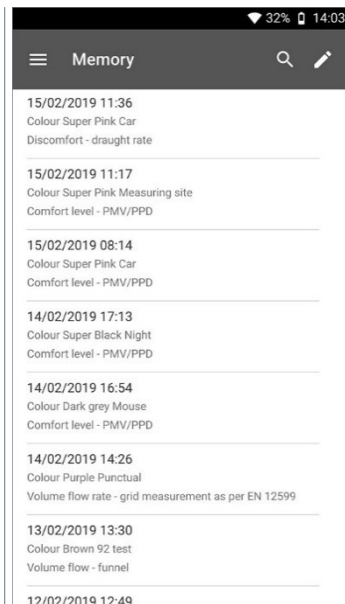 32% 14:03
Memory
15/02/2019 11:36
Colour Super Pink Car
Discomfort - draught rate
15/02/2019 11:17
Colour Super Pink Measuring site
Comfort level - PMV/PPD
15/02/2019 08:14
Colour Super Pink Car
Comfort level - PMV/PPD
14/02/2019 17:13
Colour Super Black Night
Comfort level - PMV/PPD
14/02/2019 16:54
Colour Dark grey Mouse
Comfort level - PMV/PPD
14/02/2019 14:26
Colour Purple Punctual
Volume flow rate - grid measurement as per EN 12599
13/02/2019 13:30
Colour Brown 92 test
Volume flow - funnel
12/02/2019 12:49